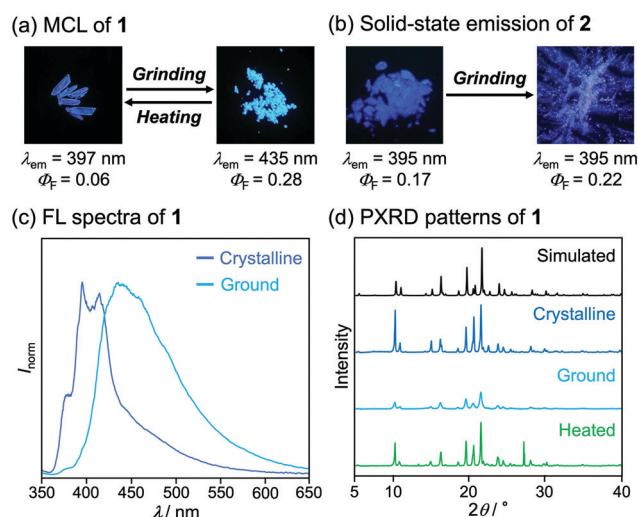 (a) MCL of 1
(b) Solid-state emission of 2
Grinding
Heating
Grinding
λem = 397 nm
ΦF = 0.06
λem = 435 nm
ΦF = 0.28
λem = 395 nm
ΦF = 0.17
λem = 395 nm
ΦF = 0.22
(c) FL spectra of 1
(d) PXRD patterns of 1
Crystalline
Ground
Inorm
350 400 450 500 550 600 650
λ/ nm
Simulated
Crystalline
Ground
Heated
Intensity
5 10 20 30 40
2θ / °